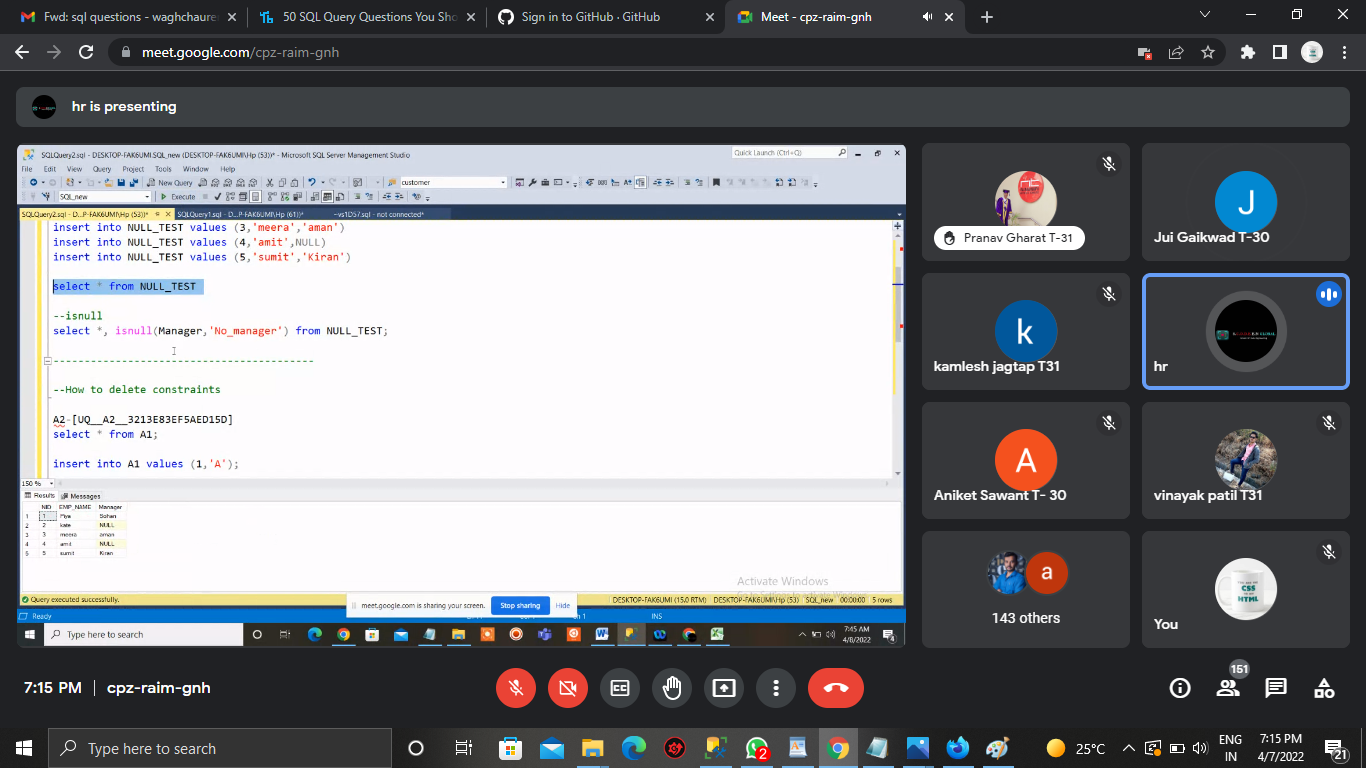 Fwd: sql questions - waghchaure
50 SQL Query Questions You Sho
Sign in to GitHub · GitHub
Meet - cpz-raim-gnh
meet.google.com/cpz-raim-gnh
hr is presenting
SQLQuery2.sql - DESKTOP-FAK6UMI.SQL_new (DESKTOP-FAK6UMI\Hp (53))* - Microsoft SQL Server Management Studio
Quick Launch (Ctrl+Q)
File Edit View Query Project Tools Window Help
New Query
customer
SQL_new
Execute
SQLQuery2.sql - D...P-FAK6UMI\Hp (53))*
SQLQuery1.sql - D...P-FAK6UMI\Hp (61))*
~vs1D57.sql - not connected*
insert into NULL_TEST values (3,'meera','aman')
insert into NULL_TEST values (4,'amit',NULL)
insert into NULL_TEST values (5,'sumit','Kiran')
select * from NULL_TEST
--isnull
select *, isnull(Manager,'No_manager') from NULL_TEST;
--How to delete constraints
A2-[UQ__A2__3213E83EF5AED15D]
select * from A1;
insert into A1 values (1,'A');
150 %
Results Messages
NID EMP_NAME Manager
1 1 Piya Sohan
2 2 kate NULL
3 3 meera aman
4 4 amit NULL
5 5 sumit Kiran
Activate Windows
Query executed successfully.
DESKTOP-FAK6UMI (15.0 RTM) DESKTOP-FAK6UMI\Hp (53) SQL_new 00:00:00 5 rows
meet.google.com is sharing your screen. Stop sharing Hide
Ready
INS
Type here to search
7:45 AM
4/8/2022
Pranav Gharat T-31
J
Jui Gaikwad T-30
k
kamlesh jagtap T31
hr
A
Aniket Sawant T- 30
vinayak patil T31
a
143 others
CSS
HTML
You
7:15 PM | cpz-raim-gnh
151
Type here to search
2
25°C
ENG
IN
7:15 PM
4/7/2022
21